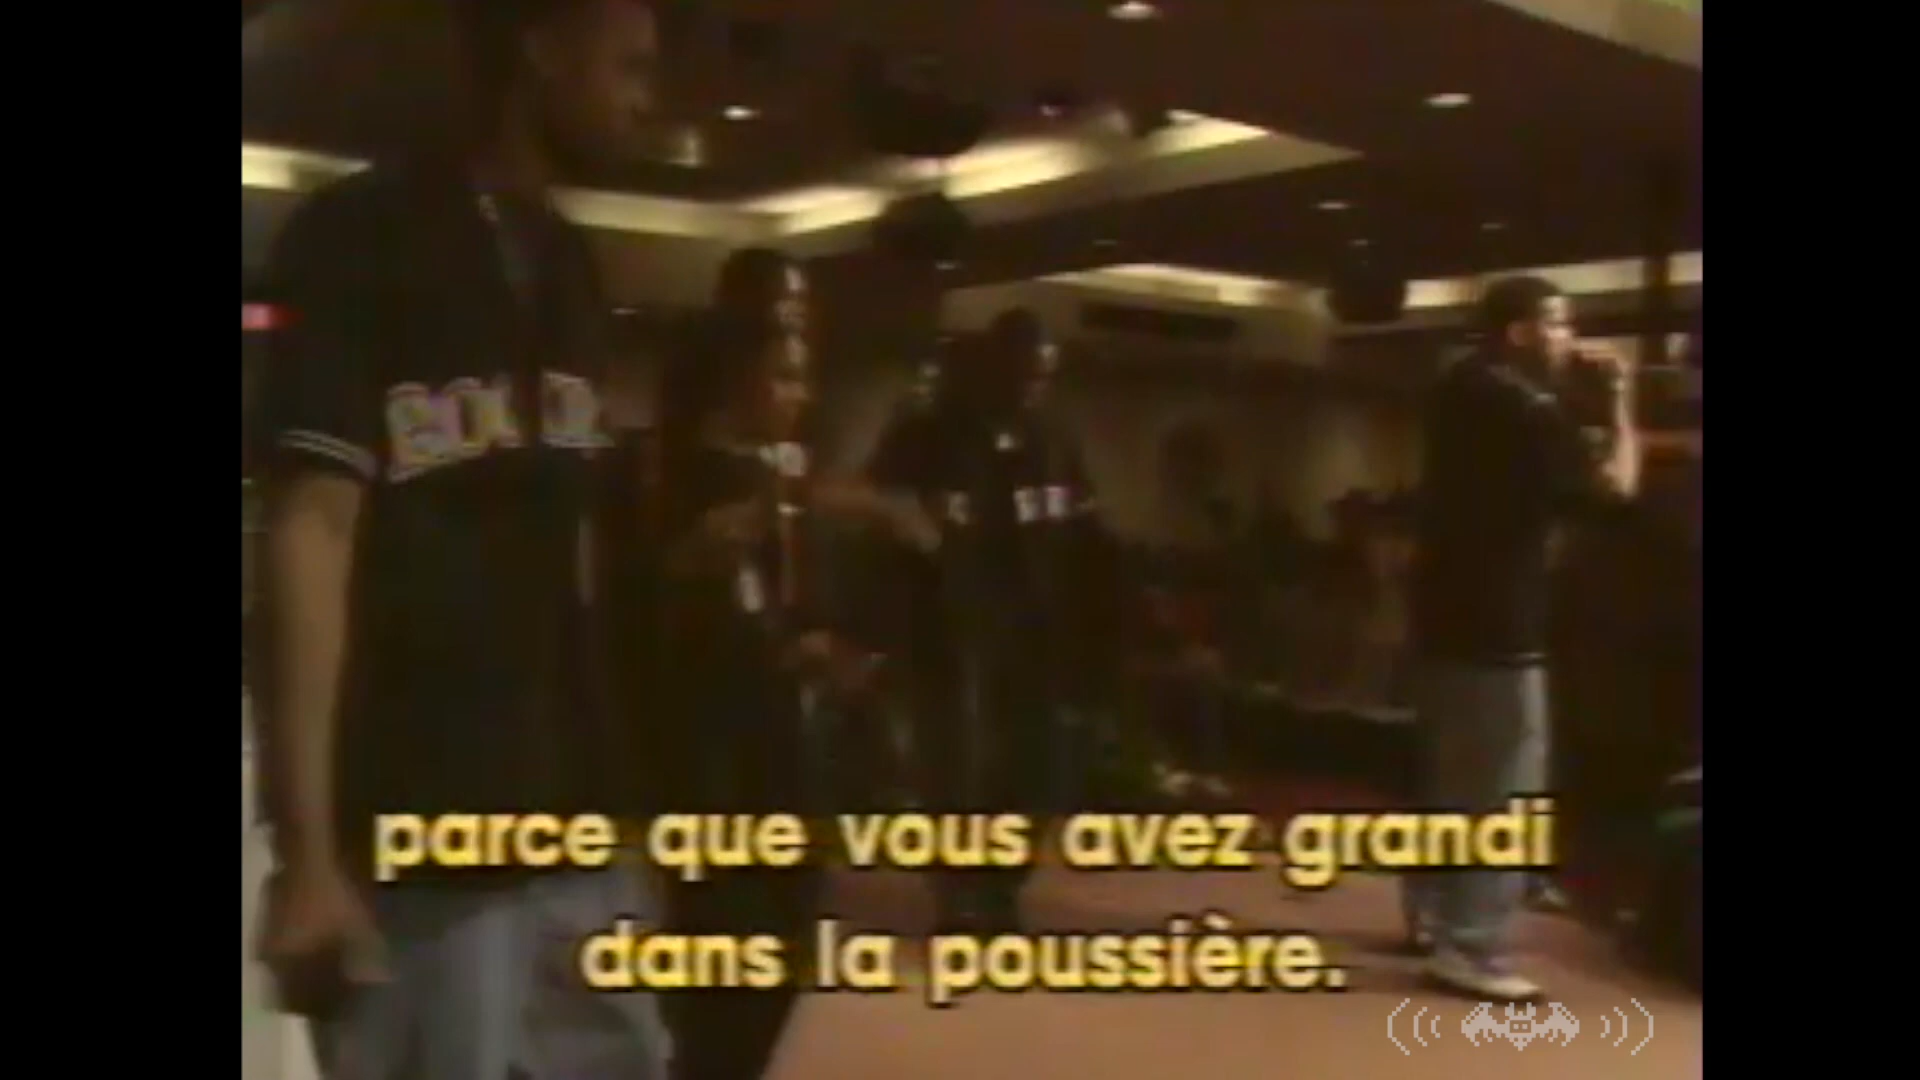 parce que vous avez grandi
dans la poussière.